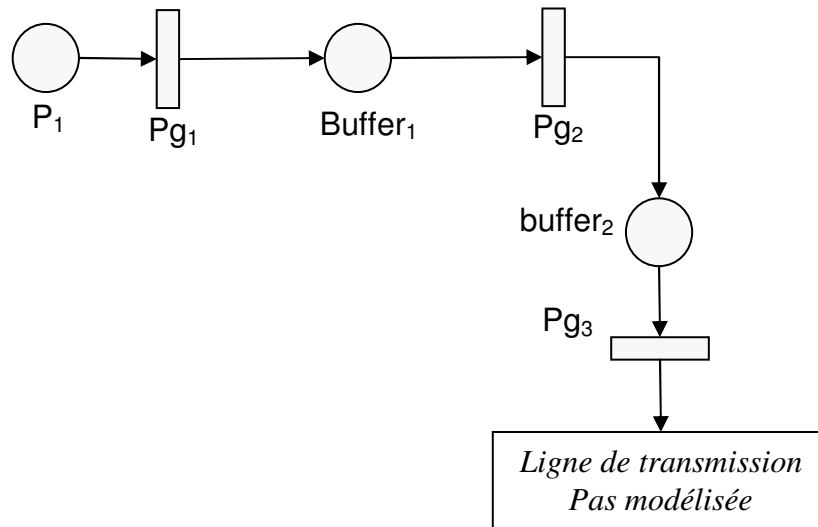 P₁
Pg₁
Buffer₁
Pg₂
buffer₂
Pg₃
Ligne de transmission
Pas modélisée